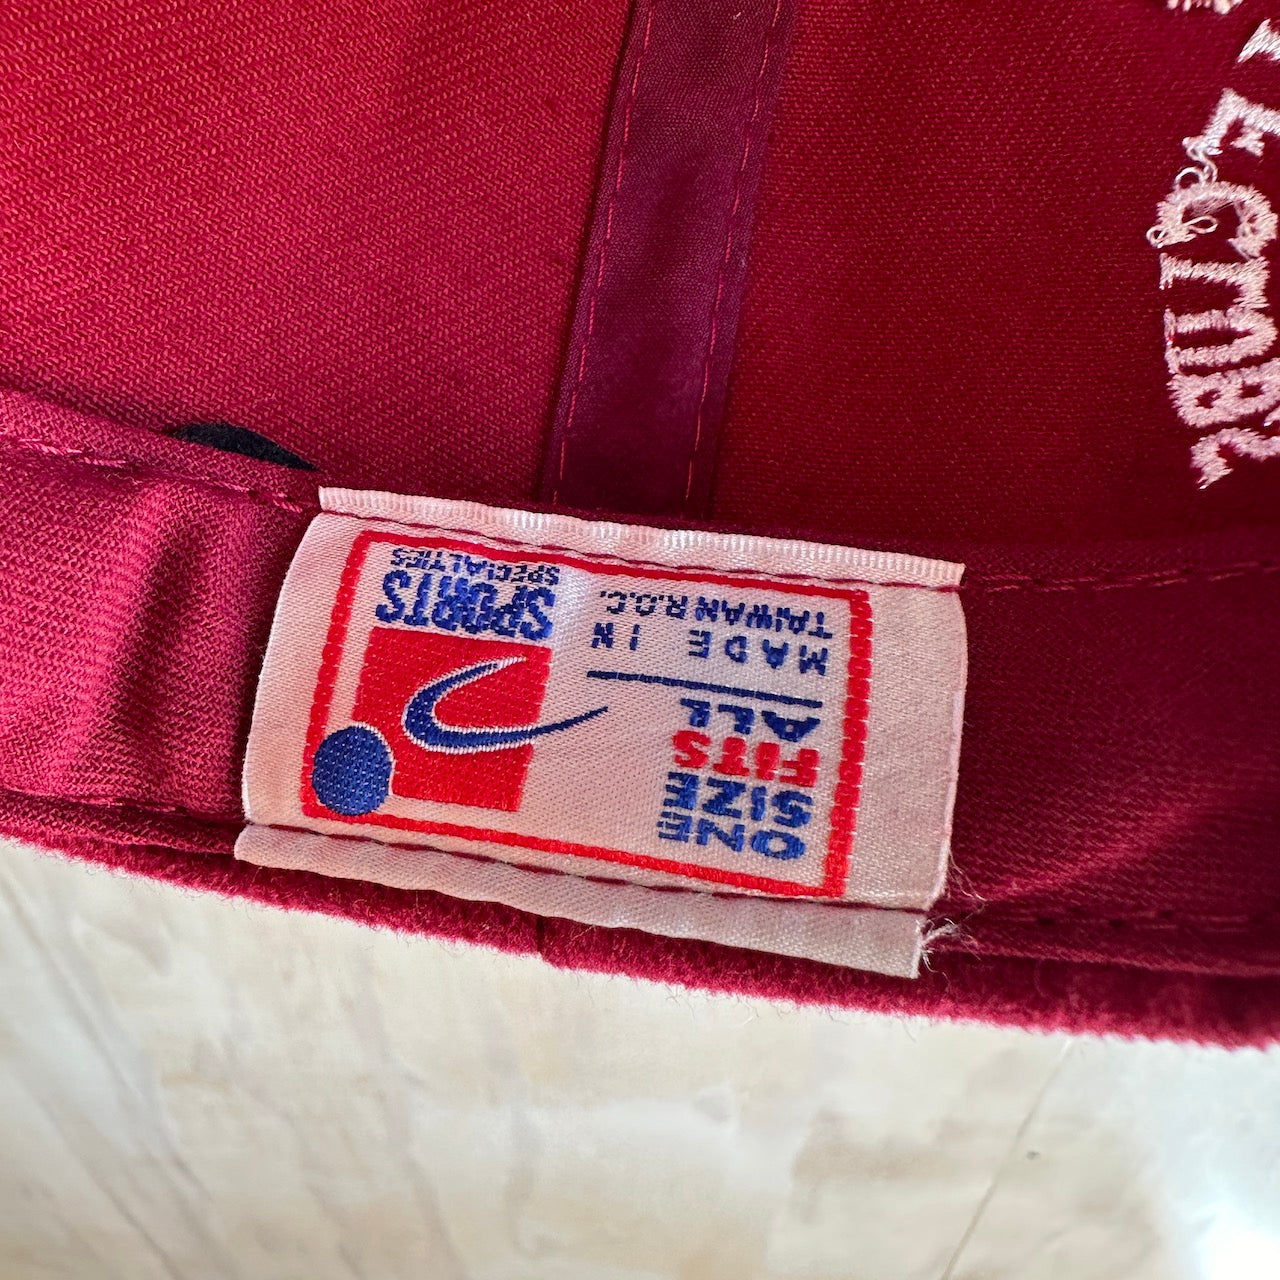 SPORTS
SPECIALTIES
ONE
SIZE
FITS
ALL
MADE IN
TAIWAN R.O.C.